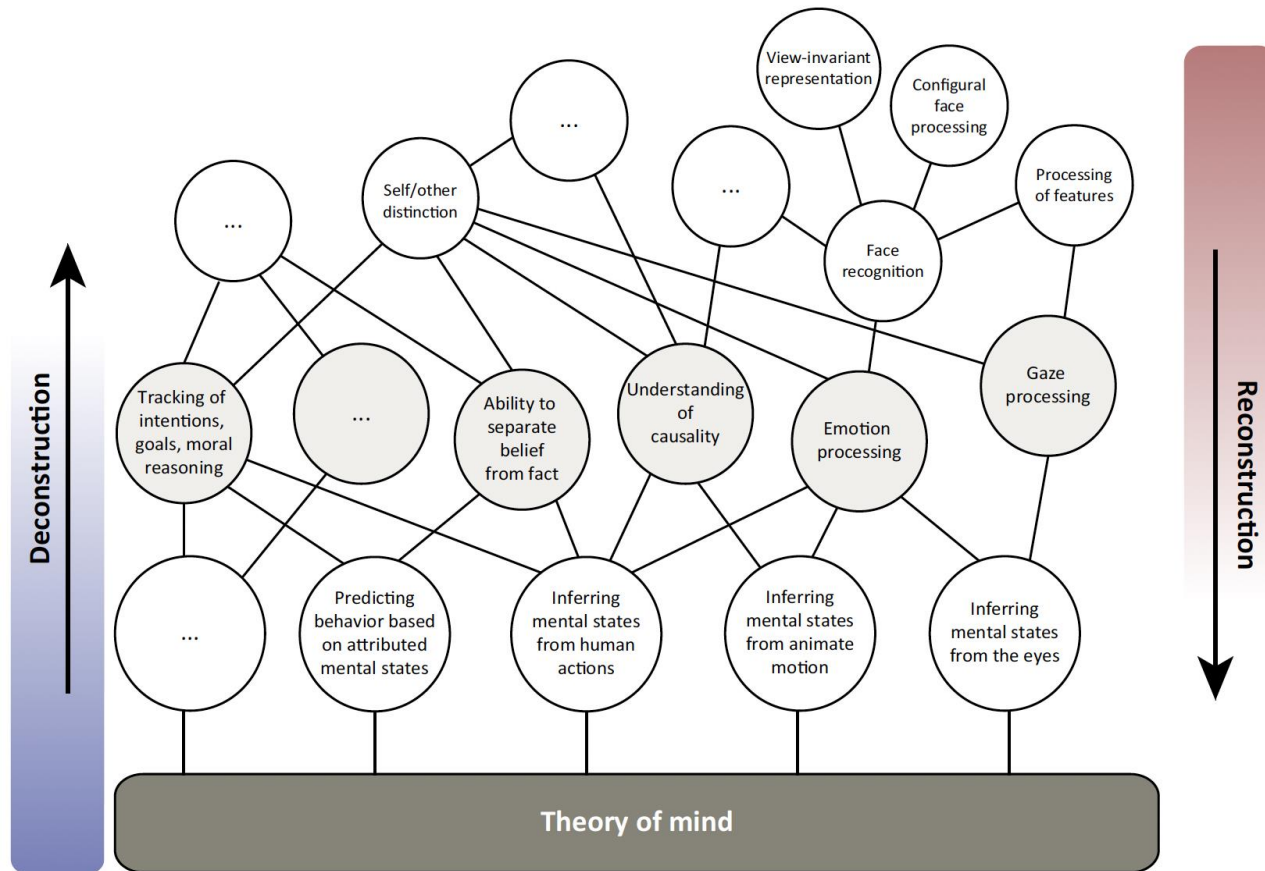 View-invariant
representation
Configural
face
processing
...
Processing
of features
...
Self/other
distinction
...
Face
recognition
Tracking of
intentions,
goals, moral
reasoning
...
Ability to
separate
belief
from fact
Understanding
of
causality
Emotion
processing
Gaze
processing
Deconstruction
Reconstruction
...
Predicting
behavior based
on attributed
mental states
Inferring
mental states
from human
actions
Inferring
mental states
from animate
motion
Inferring
mental states
from the eyes
Theory of mind